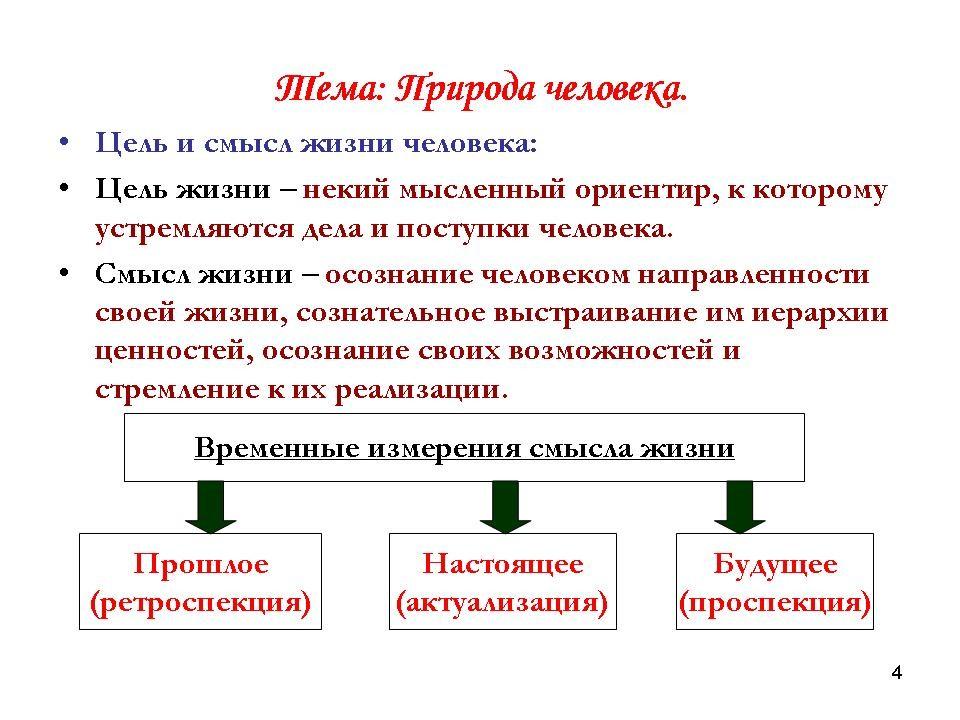 Тема: Природа человека.
• Цель и смысл жизни человека:
• Цель жизни – некий мысленный ориентир, к которому
устремляются дела и поступки человека.
• Смысл жизни – осознание человеком направленности
своей жизни, сознательное выстраивание им иерархии
ценностей, осознание своих возможностей и
стремление к их реализации.
Временные измерения смысла жизни
Прошлое
(ретроспекция)
Настоящее
(актуализация)
Будущее
(проспекция)
4